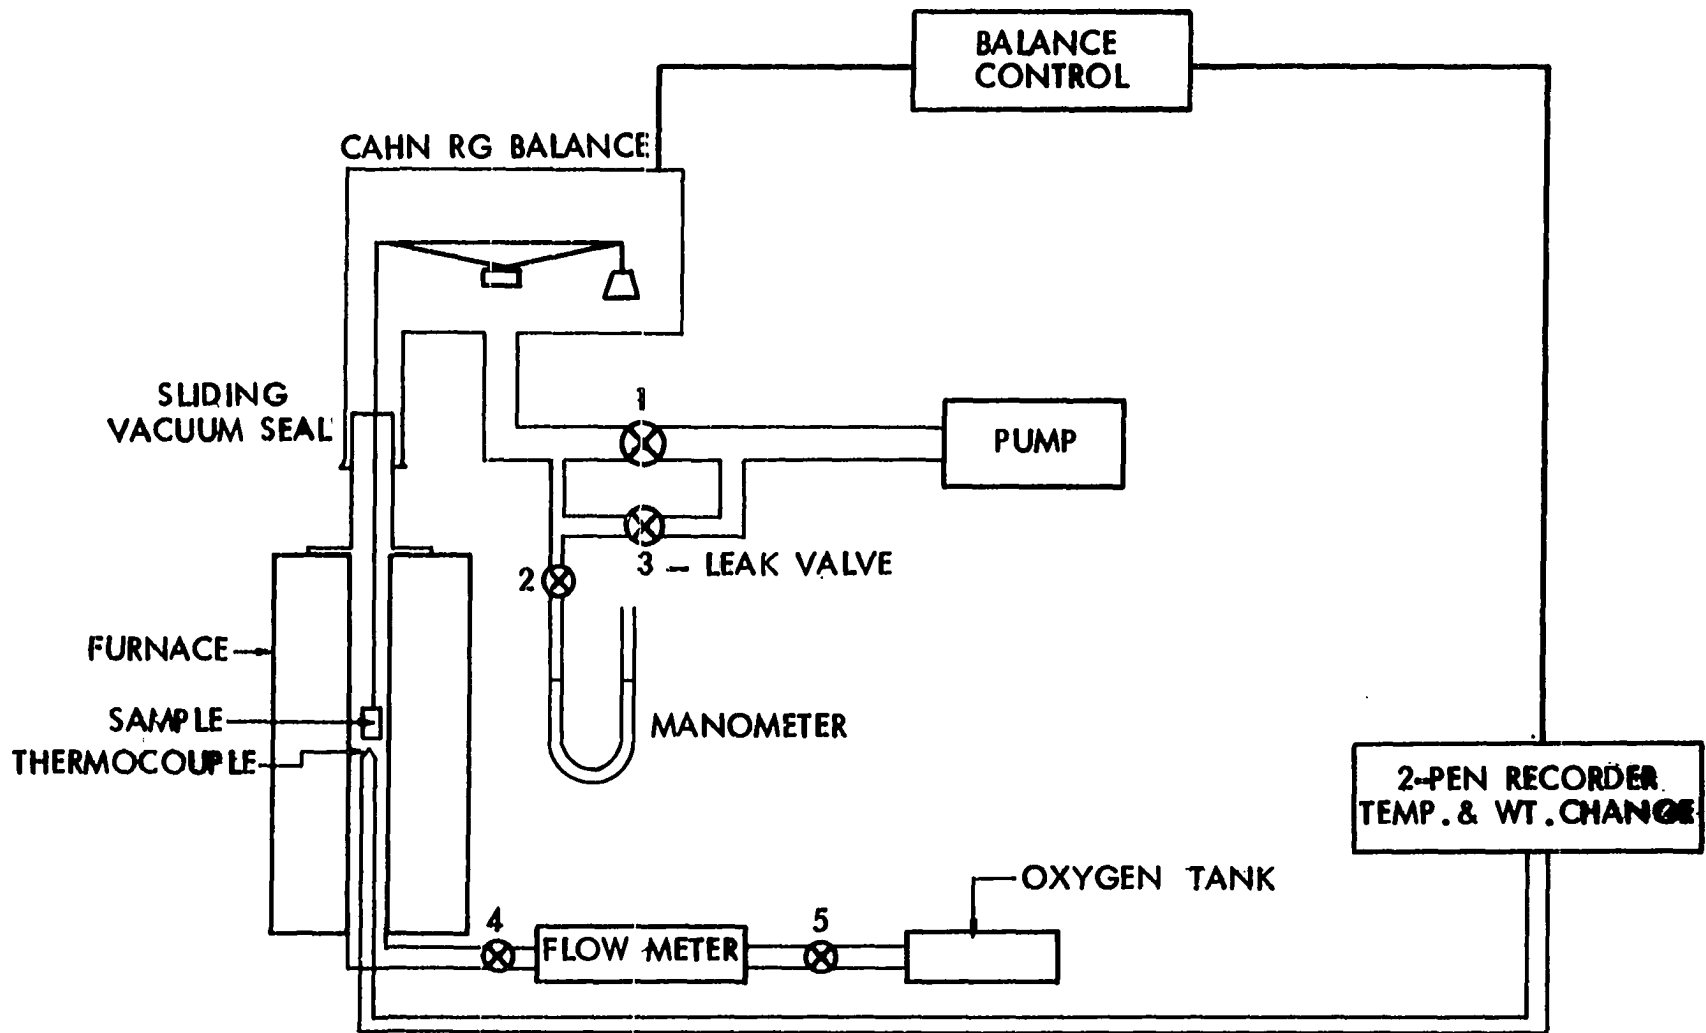 BALANCE
CONTROL
CAHN RG BALANCE
SLIDING
VACUUM SEAL
1
PUMP
2
3 - LEAK VALVE
FURNACE
SAMPLE
THERMOCOUPLE
MANOMETER
2-PEN RECORDER
TEMP. & WT. CHANGE
OXYGEN TANK
4
FLOW METER
5